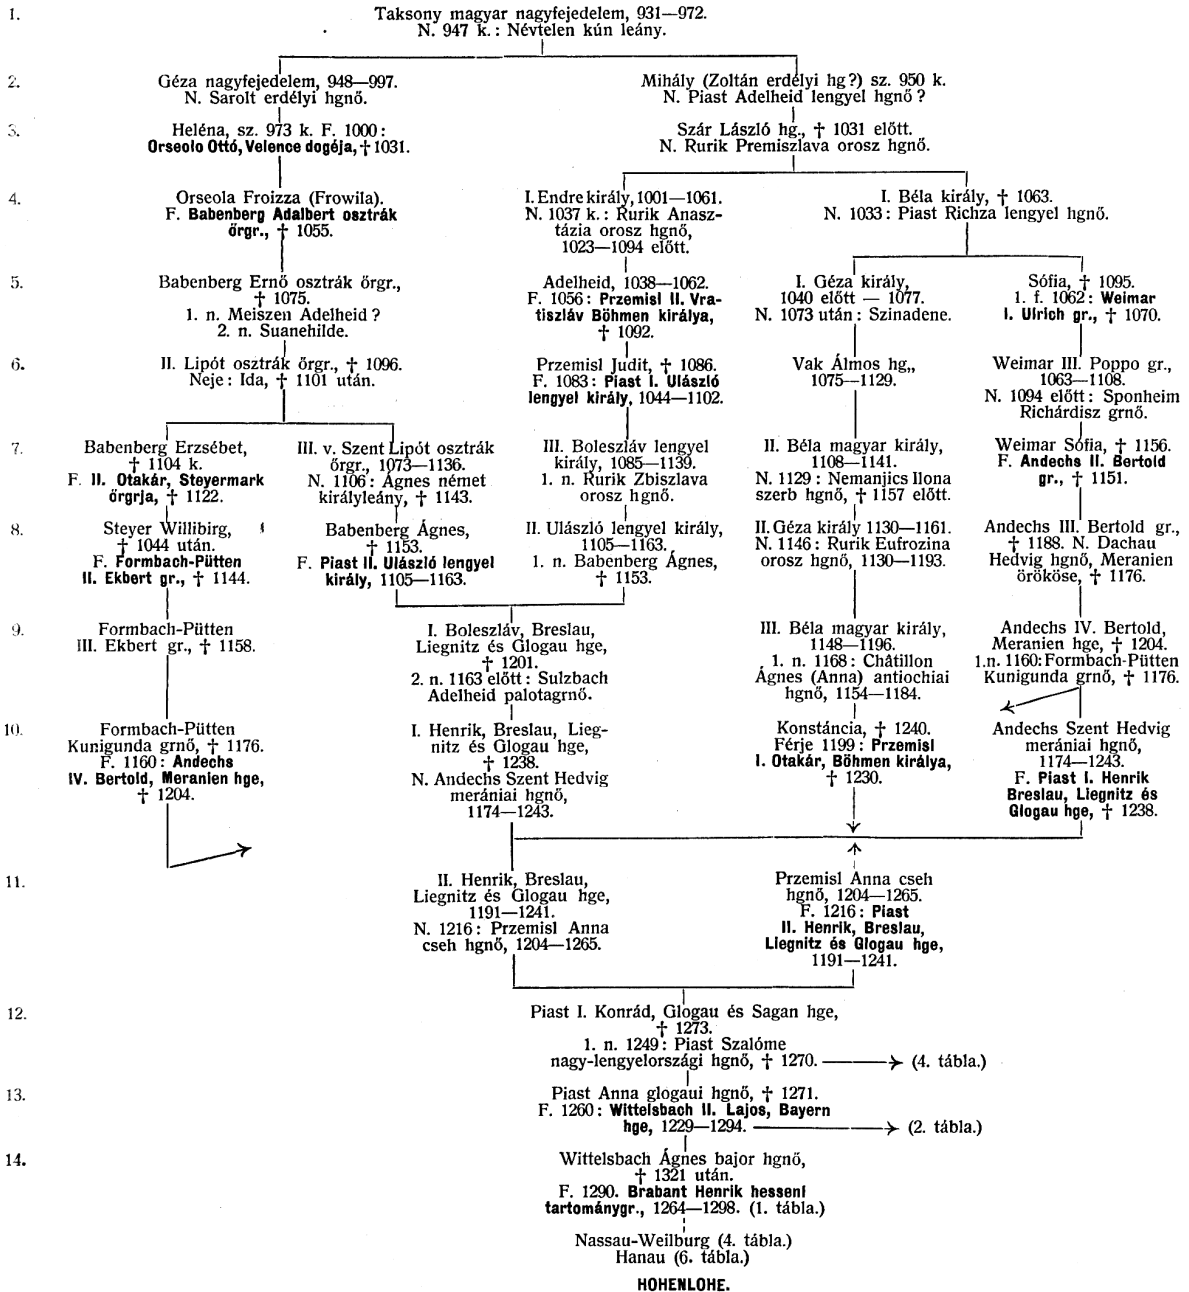 1.
Taksony magyar nagyfejedelem, 931—972.
N. 947 k.: Névtelen kún leány.
2.
Géza nagyfejedelem, 948—997.
N. Sarolt erdélyi hgnő.
Mihály (Zoltán erdélyi hg?) sz. 950 k.
N. Piast Adelheid lengyel hgnő?
3.
Heléna, sz. 973 k. F. 1000:
Orseolo Ottó, Velence dogéja, † 1031.
Szár László hg., † 1031 előtt.
N. Rurik Premiszlava orosz hgnő.
4.
Orseola Froizza (Frowila).
F. Babenberg Adalbert osztrák
őrgr., † 1055.
I. Endre király, 1001—1061.
N. 1037 k.: Rurik Anasz-
tázia orosz hgnő,
1023—1094 előtt.
I. Béla király, † 1063.
N. 1033: Piast Richza lengyel hgnő.
5.
Babenberg Ernő osztrák őrgr.,
† 1075.
1. n. Meiszen Adelheid?
2. n. Suanehilde.
Adelheid, 1038—1062.
F. 1056: Przemisl II. Vra-
tiszláv Böhmen királya,
† 1092.
I. Géza király,
1040 előtt — 1077.
N. 1073 után: Szinadene.
Sófia, † 1095.
1. f. 1062: Weimar
I. Ulrich gr., † 1070.
6.
II. Lipót osztrák őrgr., † 1096.
Neje: Ida, † 1101 után.
Przemisl Judit, † 1086.
F. 1083: Piast I. Ulászló
lengyel király, 1044—1102.
Vak Álmos hg.,
1075—1129.
Weimar III. Poppo gr.,
1063—1108.
N. 1094 előtt: Sponheim
Richárdisz grnő.
7.
Babenberg Erzsébet,
† 1104 k.
F. II. Otakár, Steyermark
őrgrja, † 1122.
III. v. Szent Lipót osztrák
őrgr., 1073—1136.
N. 1106: Ágnes német
királyleány, † 1143.
III. Boleszláv lengyel
király, 1085—1139.
1. n. Rurik Zbiszlava
orosz hgnő.
II. Béla magyar király,
1108—1141.
N. 1129: Nemanjics Ilona
szerb hgnő, † 1157 előtt.
Weimar Sófia, † 1156.
F. Andechs II. Bertold
gr., † 1151.
8.
Steyer Willibirg,
† 1044 után.
F. Formbach-Pütten
II. Ekbert gr., † 1144.
Babenberg Ágnes,
† 1153.
F. Piast II. Ulászló lengyel
király, 1105—1163.
II. Ulászló lengyel király,
1105—1163.
1. n. Babenberg Ágnes,
† 1153.
II. Géza király 1130—1161.
N. 1146: Rurik Eufrozina
orosz hgnő, 1130—1193.
Andechs III. Bertold gr.,
† 1188. N. Dachau
Hedvig hgnő, Meranien
örököse, † 1176.
9.
Formbach-Pütten
III. Ekbert gr., † 1158.
I. Boleszláv, Breslau,
Liegnitz és Glogau hge,
† 1201.
2. n. 1163 előtt: Sulzbach
Adelheid palotagrnő.
III. Béla magyar király,
1148—1196.
1. n. 1168: Châtillon
Ágnes (Anna) antiochiai
hgnő, 1154—1184.
Andechs IV. Bertold,
Meranien hge, † 1204.
1.n. 1160: Formbach-Pütten
Kunigunda grnő, † 1176.
10.
Formbach-Pütten
Kunigunda grnő, † 1176.
F. 1160: Andechs
IV. Bertold, Meranien hge,
† 1204.
I. Henrik, Breslau, Lieg-
nitz és Glogau hge,
† 1238.
N. Andechs Szent Hedvig
merániai hgnő,
1174—1243.
Konstáncia, † 1240.
Férje 1199: Przemisl
I. Otakár, Böhmen királya,
† 1230.
Andechs Szent Hedvig
merániai hgnő,
1174—1243.
F. Piast I. Henrik
Breslau, Liegnitz és
Glogau hge, † 1238.
11.
II. Henrik, Breslau,
Liegnitz és Glogau hge,
1191—1241.
N. 1216: Przemisl Anna
cseh hgnő, 1204—1265.
Przemisl Anna cseh
hgnő, 1204—1265.
F. 1216: Piast
II. Henrik, Breslau,
Liegnitz és Glogau hge,
1191—1241.
12.
Piast I. Konrád, Glogau és Sagan hge,
† 1273.
1. n. 1249: Piast Szalóme
nagy-lengyelországi hgnő, † 1270. (4. tábla.)
13.
Piast Anna glogaui hgnő, † 1271.
F. 1260: Wittelsbach II. Lajos, Bayern
hge, 1229—1294. (2. tábla.)
14.
Wittelsbach Ágnes bajor hgnő,
† 1321 után.
F. 1290. Brabant Henrik hesseni
tartománygr., 1264—1298. (1. tábla.)
Nassau-Weilburg (4. tábla.)
Hanau (6. tábla.)
HOHENLOHE.